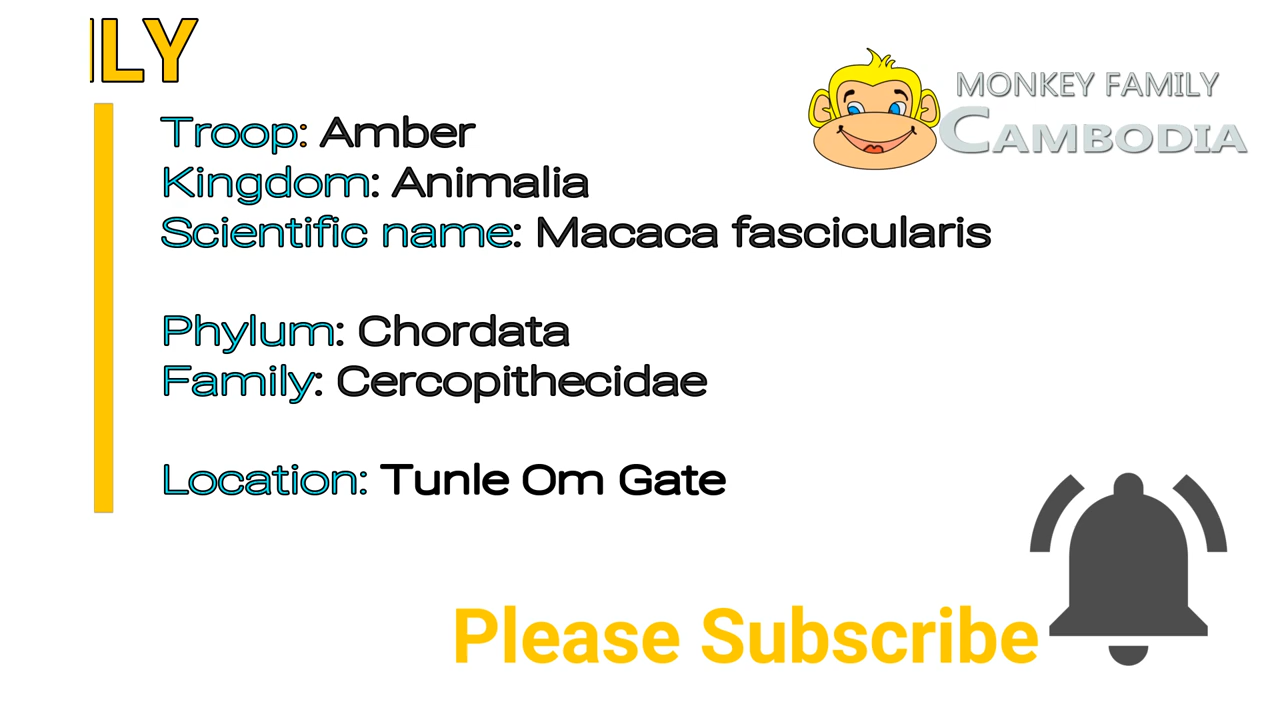 LY
MONKEY FAMILY
CAMBODIA
Troop: Amber
Kingdom: Animalia
Scientific name: Macaca fascicularis
Phylum: Chordata
Family: Cercopithecidae
Location: Tunle Om Gate
Please Subscribe